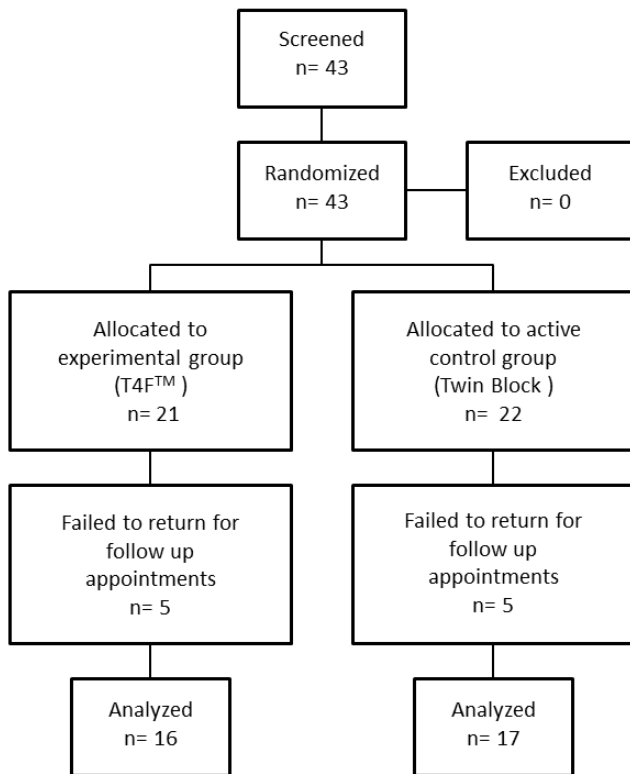 Screened
n= 43
Randomized
n= 43
Excluded
n= 0
Allocated to
experimental group
(T4F™ )
n= 21
Allocated to active
control group
(Twin Block )
n=  22
Failed to return for
follow up
appointments
n= 5
Failed to return for
follow up
appointments
n= 5
Analyzed
n= 16
Analyzed
n= 17